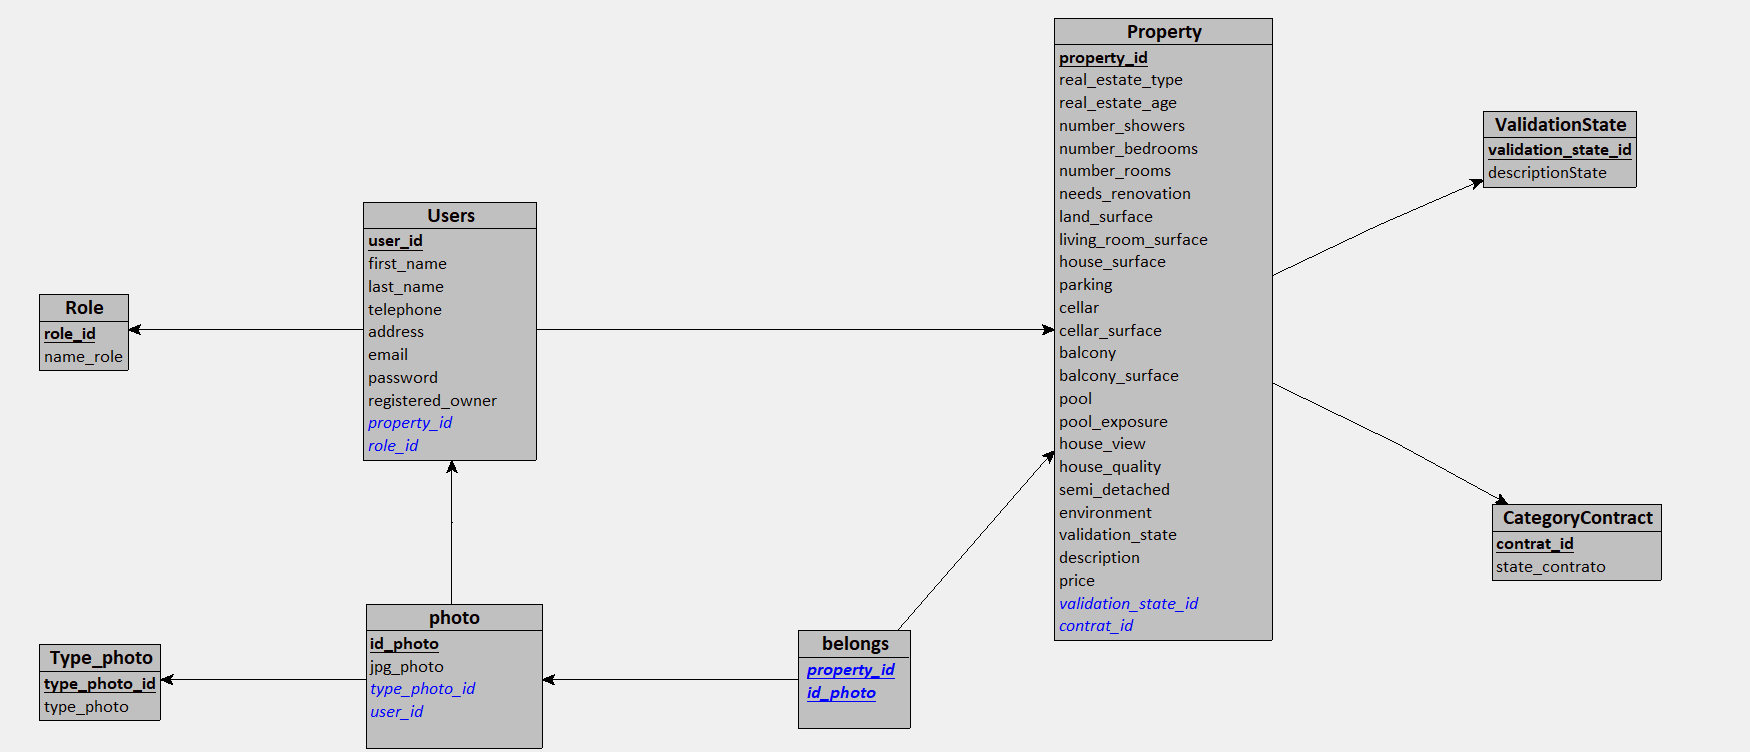 Property
property_id
real_estate_type
real_estate_age
number_showers
number_bedrooms
number_rooms
needs_renovation
land_surface
living_room_surface
house_surface
parking
cellar
cellar_surface
balcony
balcony_surface
pool
pool_exposure
house_view
house_quality
semi_detached
environment
validation_state
description
price
validation_state_id
contrat_id
ValidationState
validation_state_id
descriptionState
Users
user_id
first_name
last_name
telephone
address
email
password
registered_owner
property_id
role_id
Role
role_id
name_role
CategoryContract
contrat_id
state_contrato
photo
id_photo
jpg_photo
type_photo_id
user_id
belongs
property_id
id_photo
Type_photo
type_photo_id
type_photo